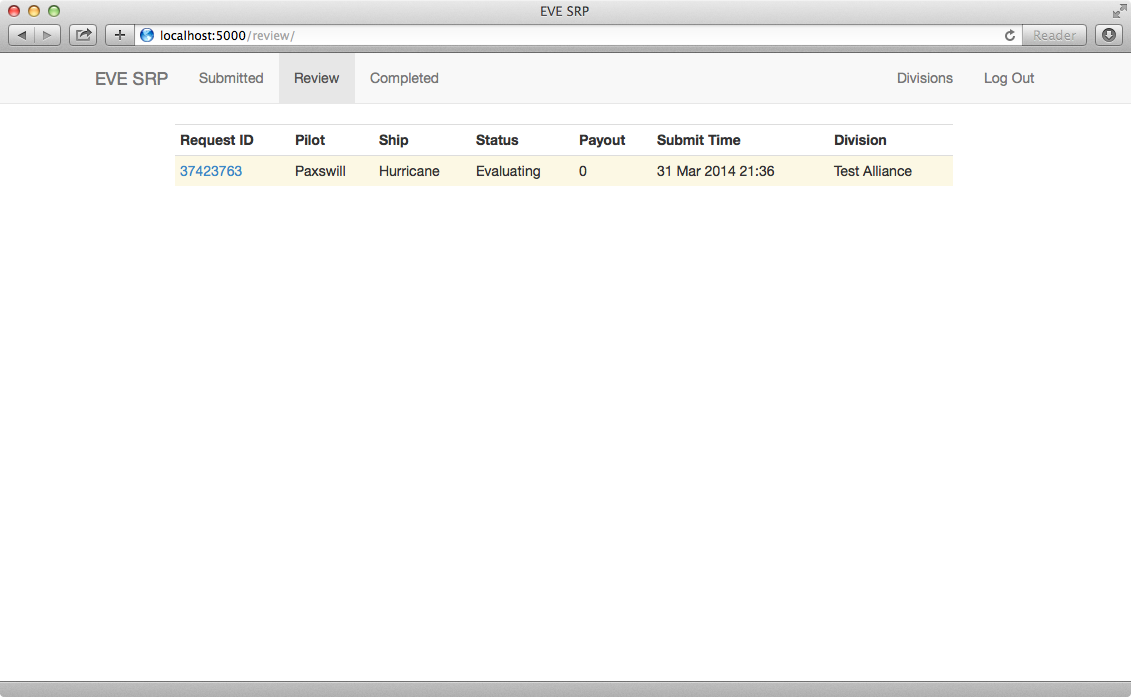 EVE SRP
localhost:5000/review/ Reader
EVE SRP Submitted Review Completed Divisions Log Out
Request ID Pilot Ship Status Payout Submit Time Division
37423763 Paxswill Hurricane Evaluating 0 31 Mar 2014 21:36 Test Alliance